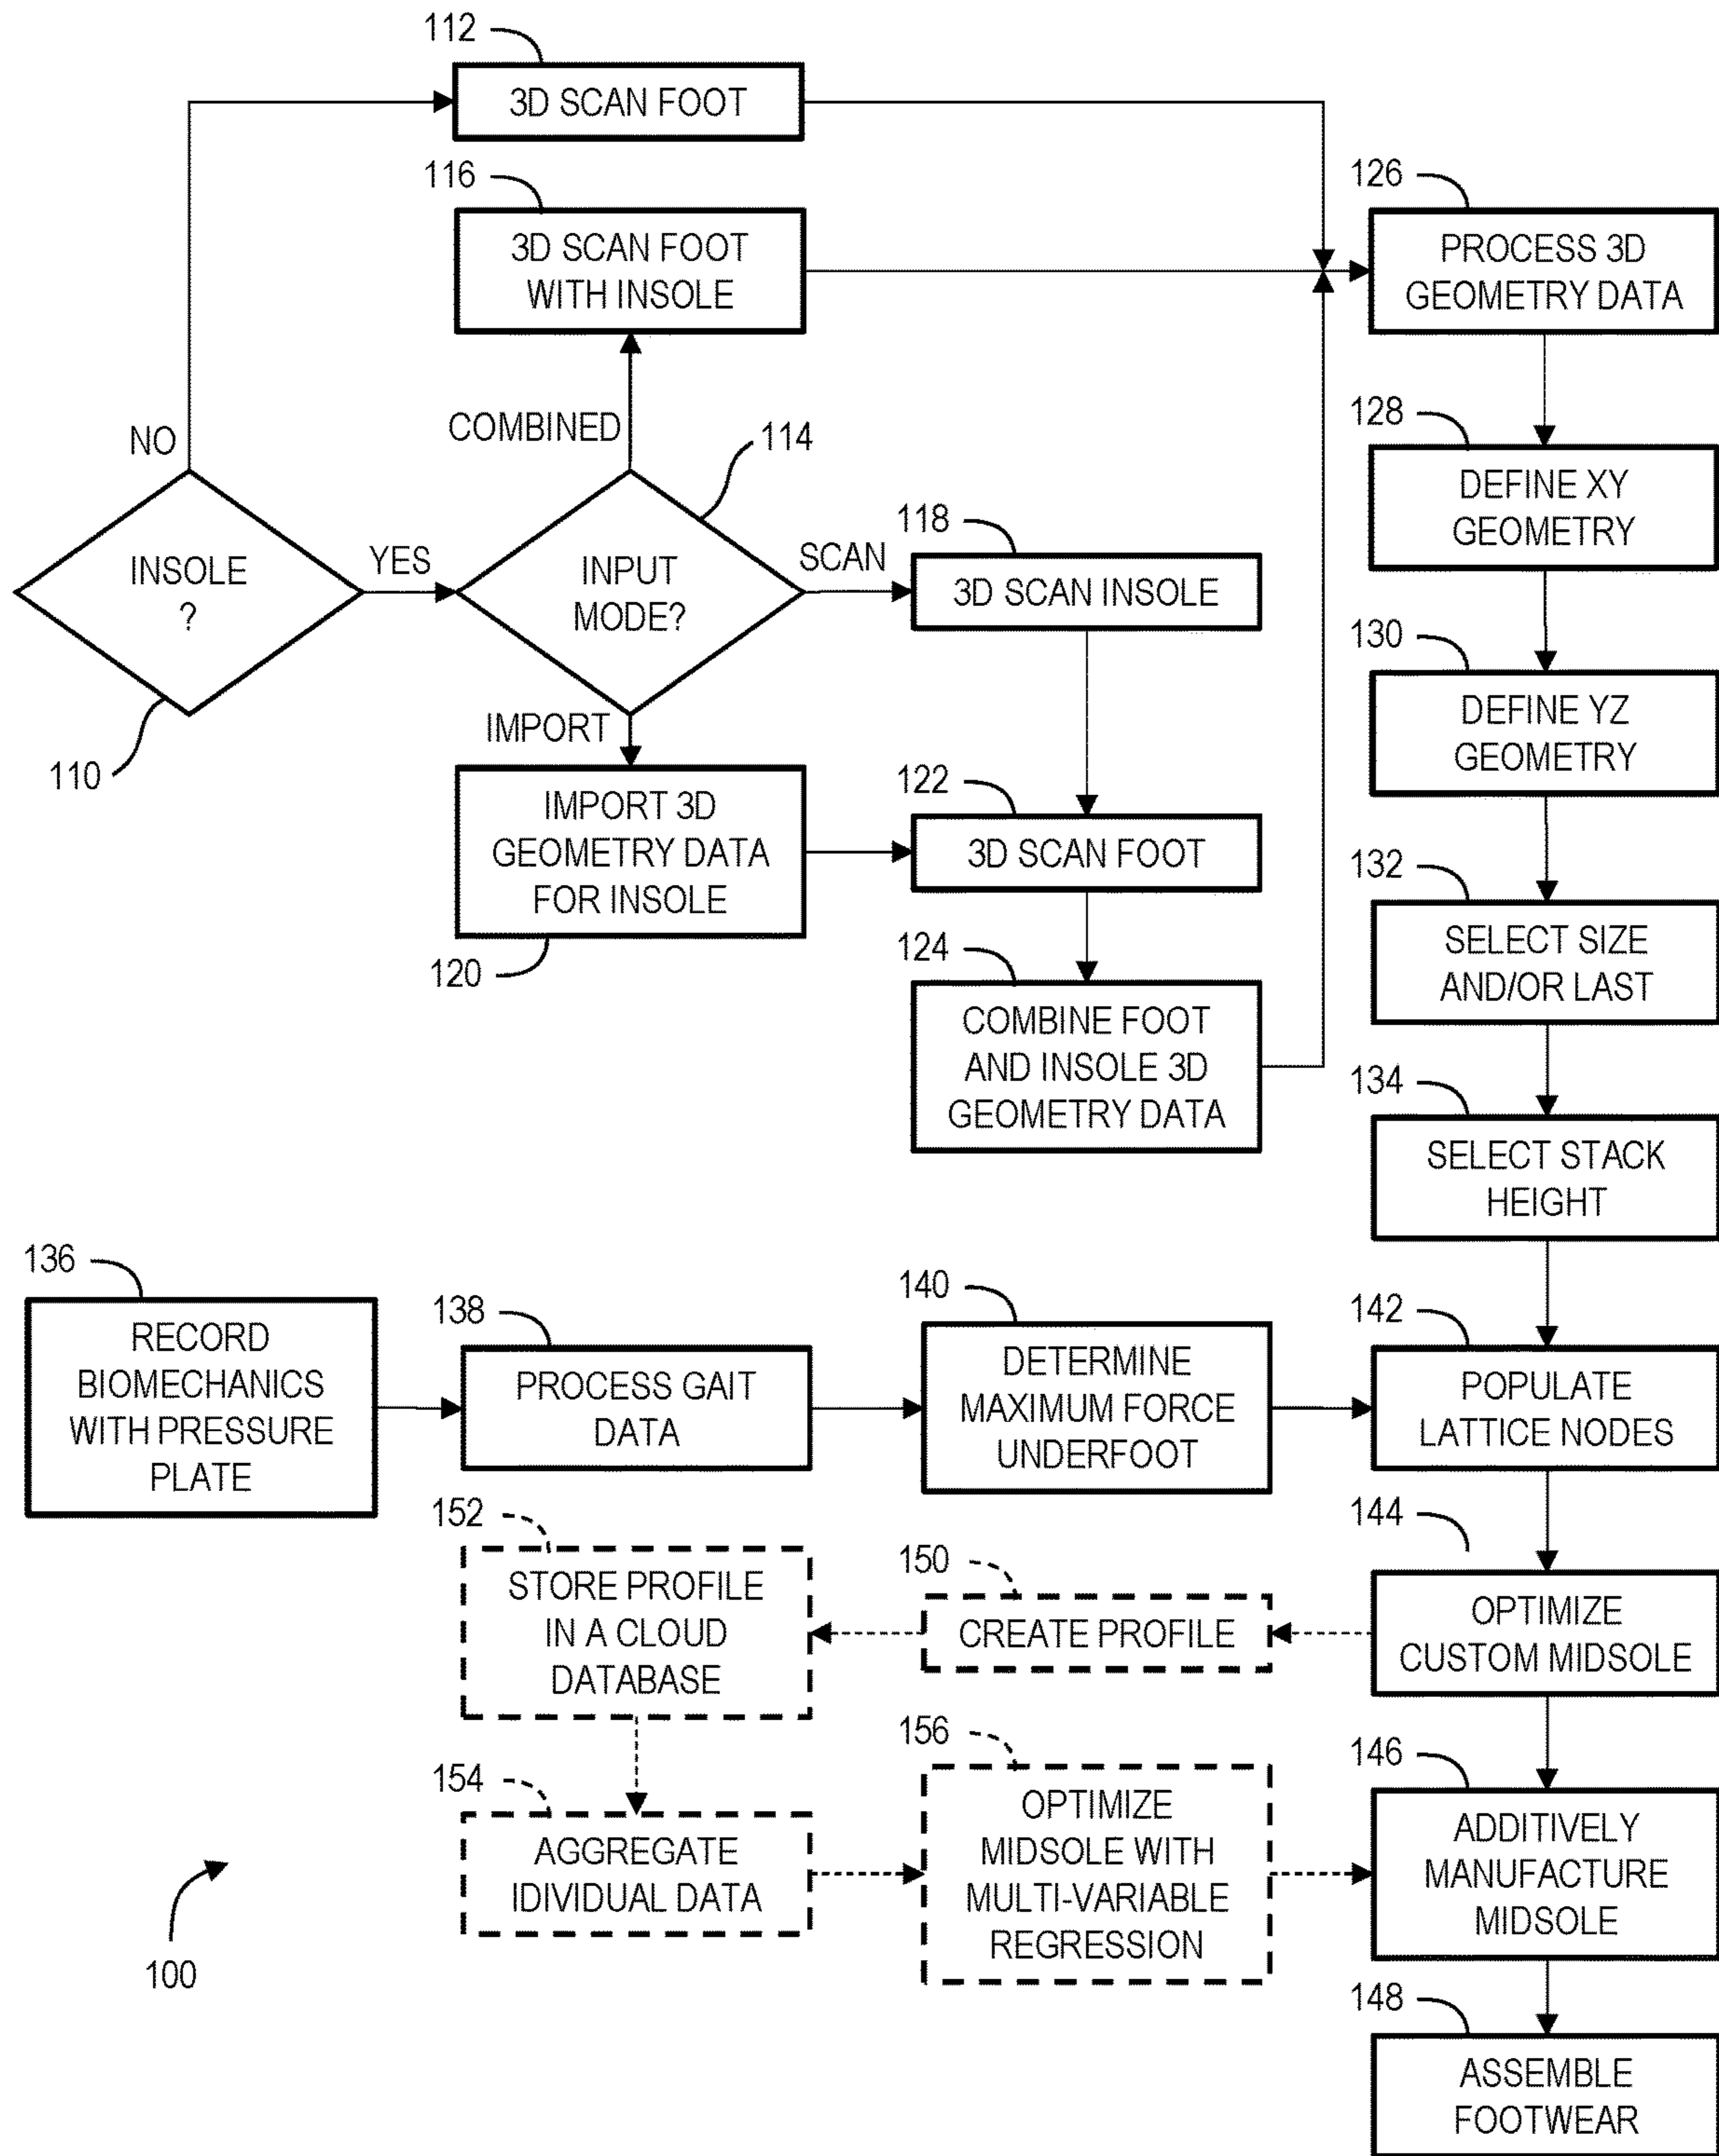 112
3D SCAN FOOT
116
3D SCAN FOOT
WITH INSOLE
126
PROCESS 3D
GEOMETRY DATA
NO
COMBINED
114
128
DEFINE XY
GEOMETRY
INSOLE
?
110
YES
INPUT
MODE?
SCAN
118
3D SCAN INSOLE
130
DEFINE YZ
GEOMETRY
IMPORT
IMPORT 3D
GEOMETRY DATA
FOR INSOLE
120
122
3D SCAN FOOT
132
SELECT SIZE
AND/OR LAST
124
COMBINE FOOT
AND INSOLE 3D
GEOMETRY DATA
134
SELECT STACK
HEIGHT
136
RECORD
BIOMECHANICS
WITH PRESSURE
PLATE
138
PROCESS GAIT
DATA
140
DETERMINE
MAXIMUM FORCE
UNDERFOOT
142
POPULATE
LATTICE NODES
152
STORE PROFILE
IN A CLOUD
DATABASE
150
CREATE PROFILE
144
OPTIMIZE
CUSTOM MIDSOLE
154
AGGREGATE
IDIVIDUAL DATA
156
OPTIMIZE
MIDSOLE WITH
MULTI-VARIABLE
REGRESSION
146
ADDITIVELY
MANUFACTURE
MIDSOLE
100
148
ASSEMBLE
FOOTWEAR